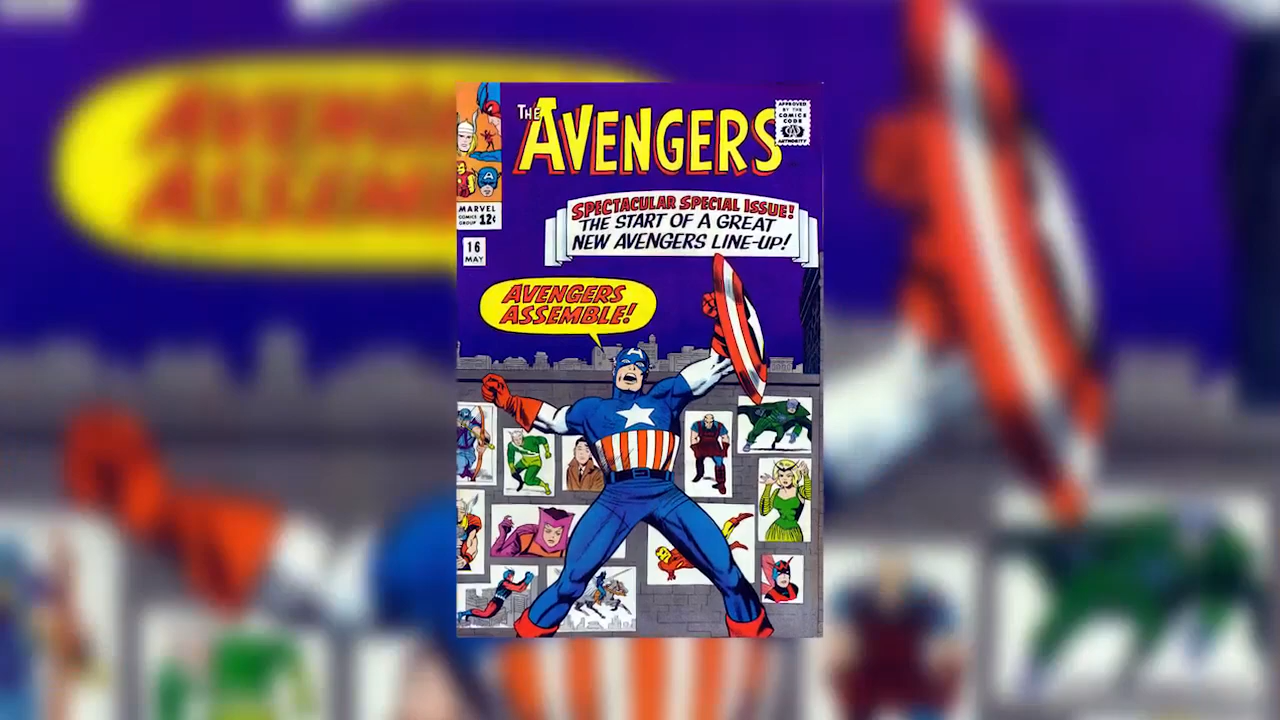 THE AVENGERS
APPROVED
BY THE
COMICS
CODE
AUTHORITY
MARVEL
COMICS
GROUP 12¢
16
MAY
SPECTACULAR SPECIAL ISSUE!
THE START OF A GREAT
NEW AVENGERS LINE-UP!
AVENGERS
ASSEMBLE!